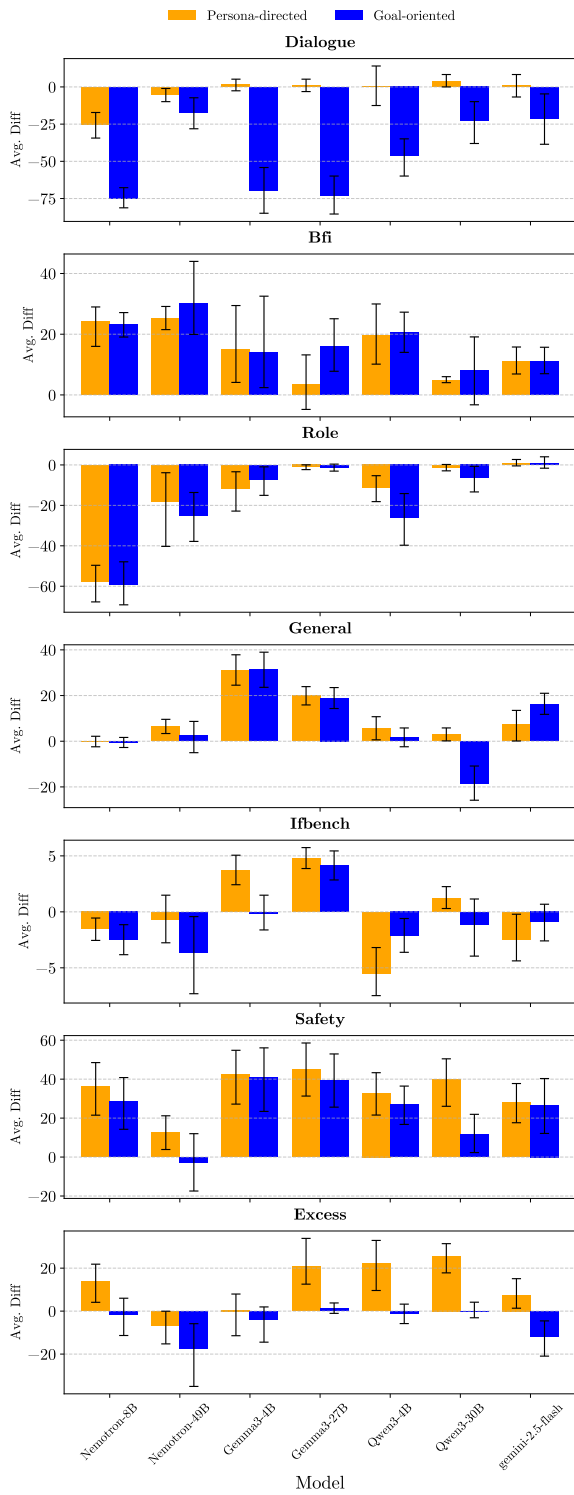 Persona-directed Goal-oriented
Dialogue
0
−25
−50
−75
Avg. Diff
Bfi
40
20
0
Avg. Diff
Role
0
−20
−40
−60
Avg. Diff
General
40
20
0
−20
Avg. Diff
Ifbench
5
0
−5
Avg. Diff
Safety
60
40
20
0
−20
Avg. Diff
Excess
20
0
−20
Avg. Diff
Nemotron-8B
Nemotron-49B
Gemma3-4B
Gemma3-27B
Qwen3-4B
Qwen3-30B
gemini-2.5-flash
Model